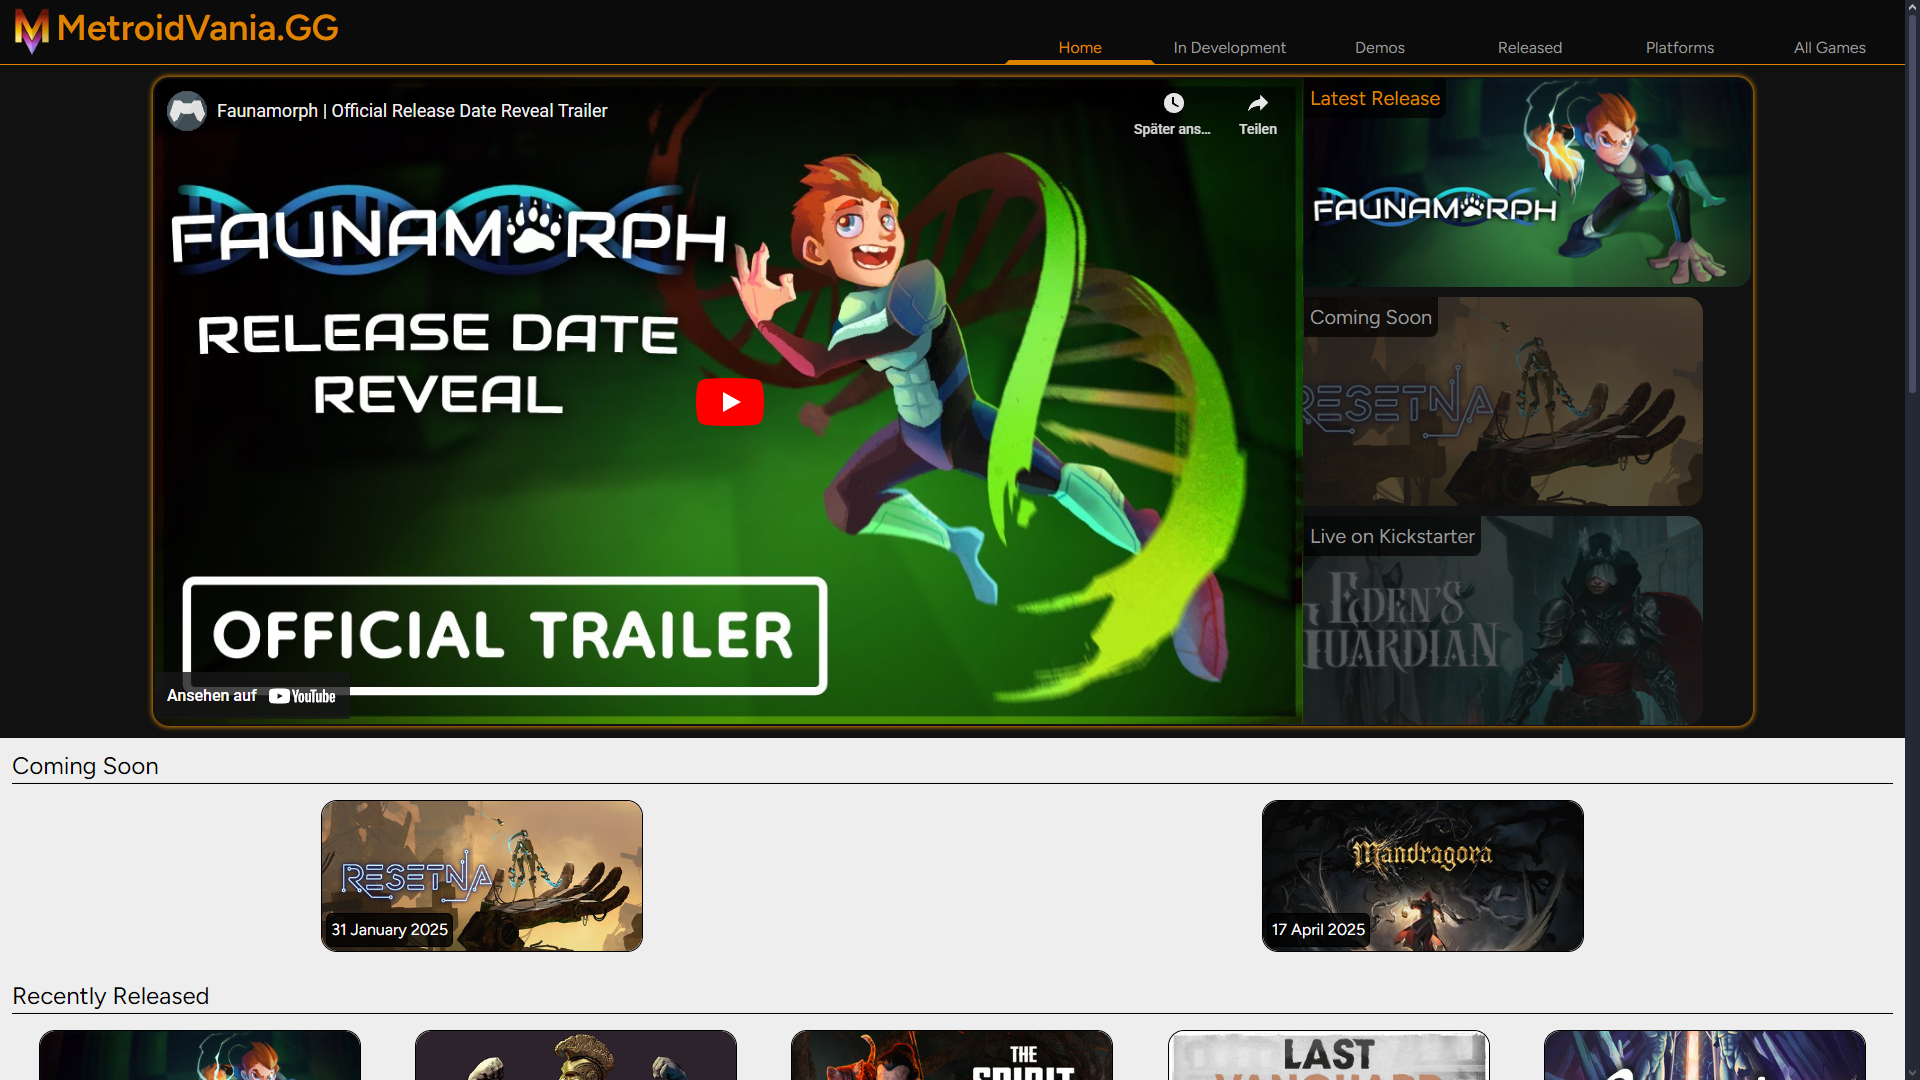 MetroidVania.GG
Home
In Development
Demos
Released
Platforms
All Games
Faunamorph | Official Release Date Reveal Trailer
Später ans...
Teilen
FAUNAMORPH
RELEASE DATE
REVEAL
OFFICIAL TRAILER
Ansehen auf YouTube
Latest Release
FAUNAMORPH
Coming Soon
RESETNA
Live on Kickstarter
EDEN'S
GUARDIAN
Coming Soon
RESETNA
31 January 2025
Mandragora
17 April 2025
Recently Released
THE
SPIRIT
LAST
VANGUARD